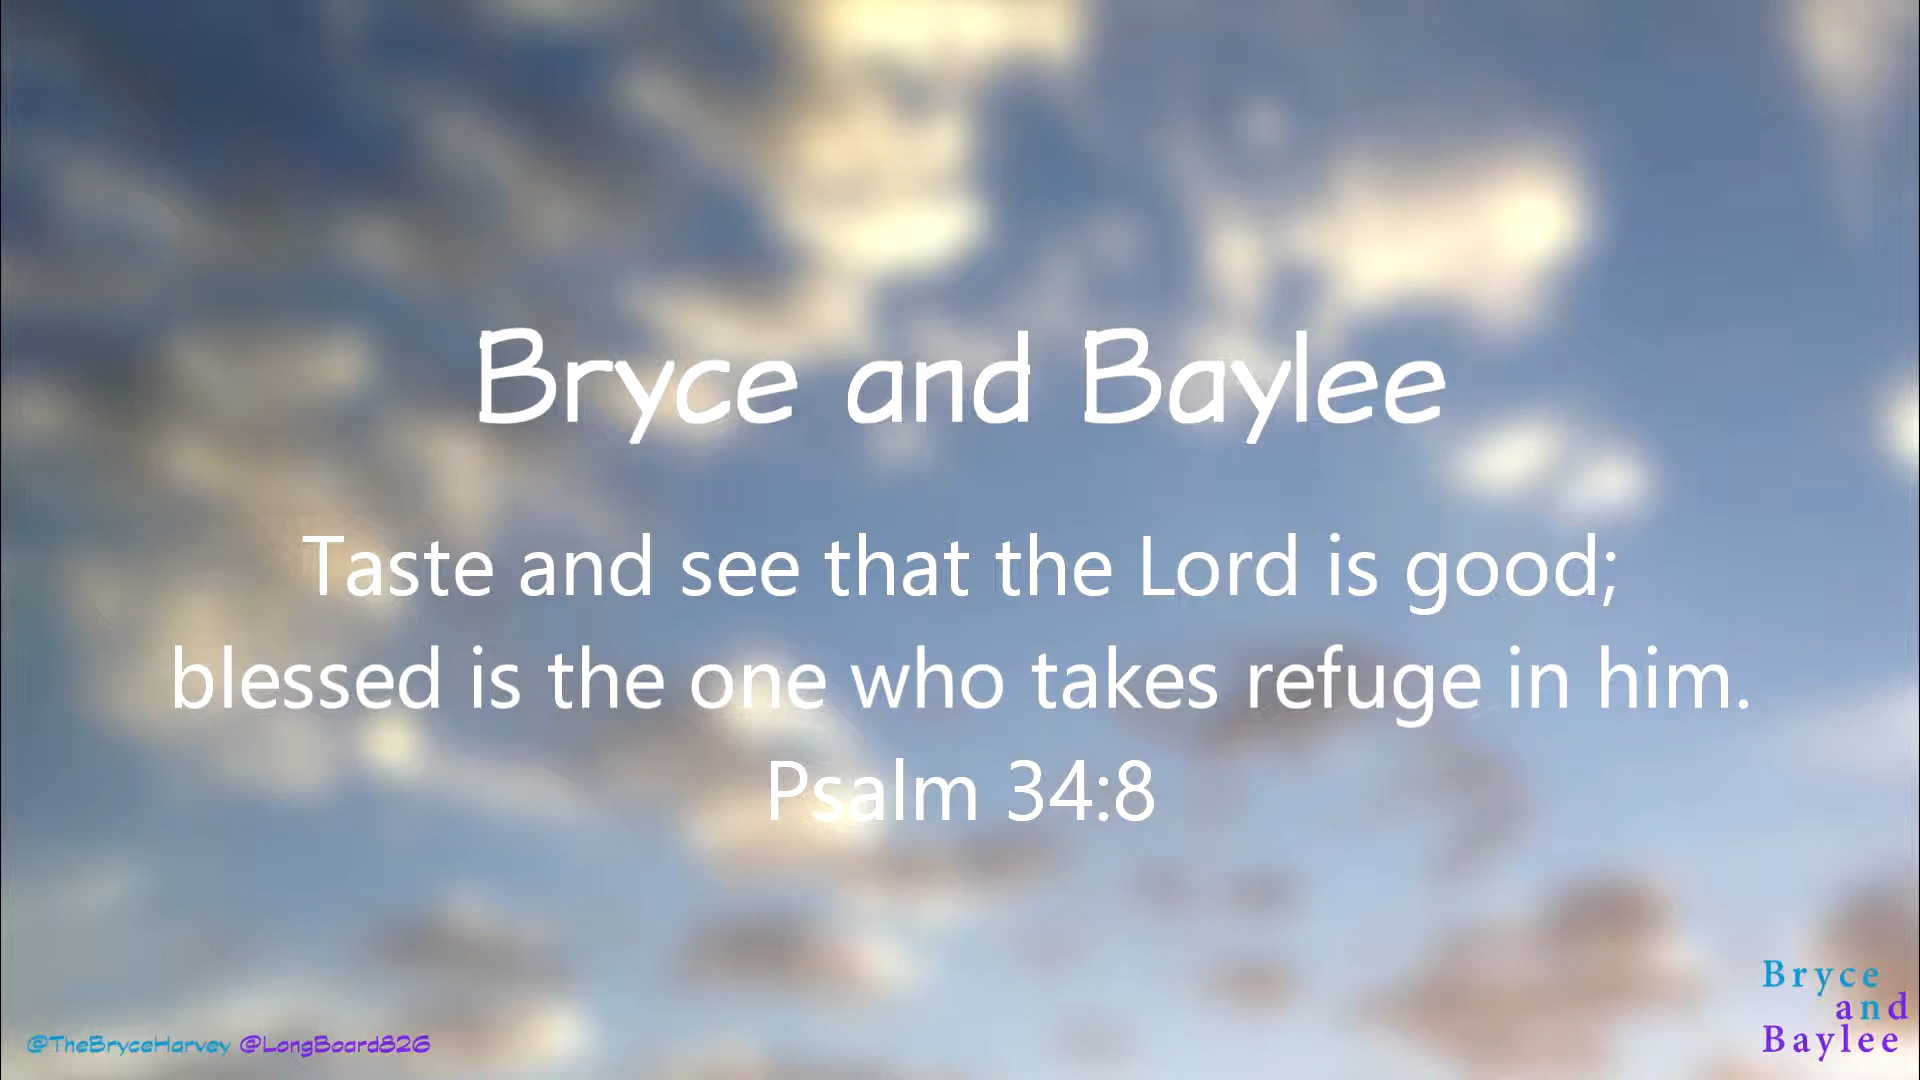 Bryce and Baylee
Taste and see that the Lord is good;
blessed is the one who takes refuge in him.
Psalm 34:8
@TheBryceHarvey @LongBoard826
Bryce
and
Baylee